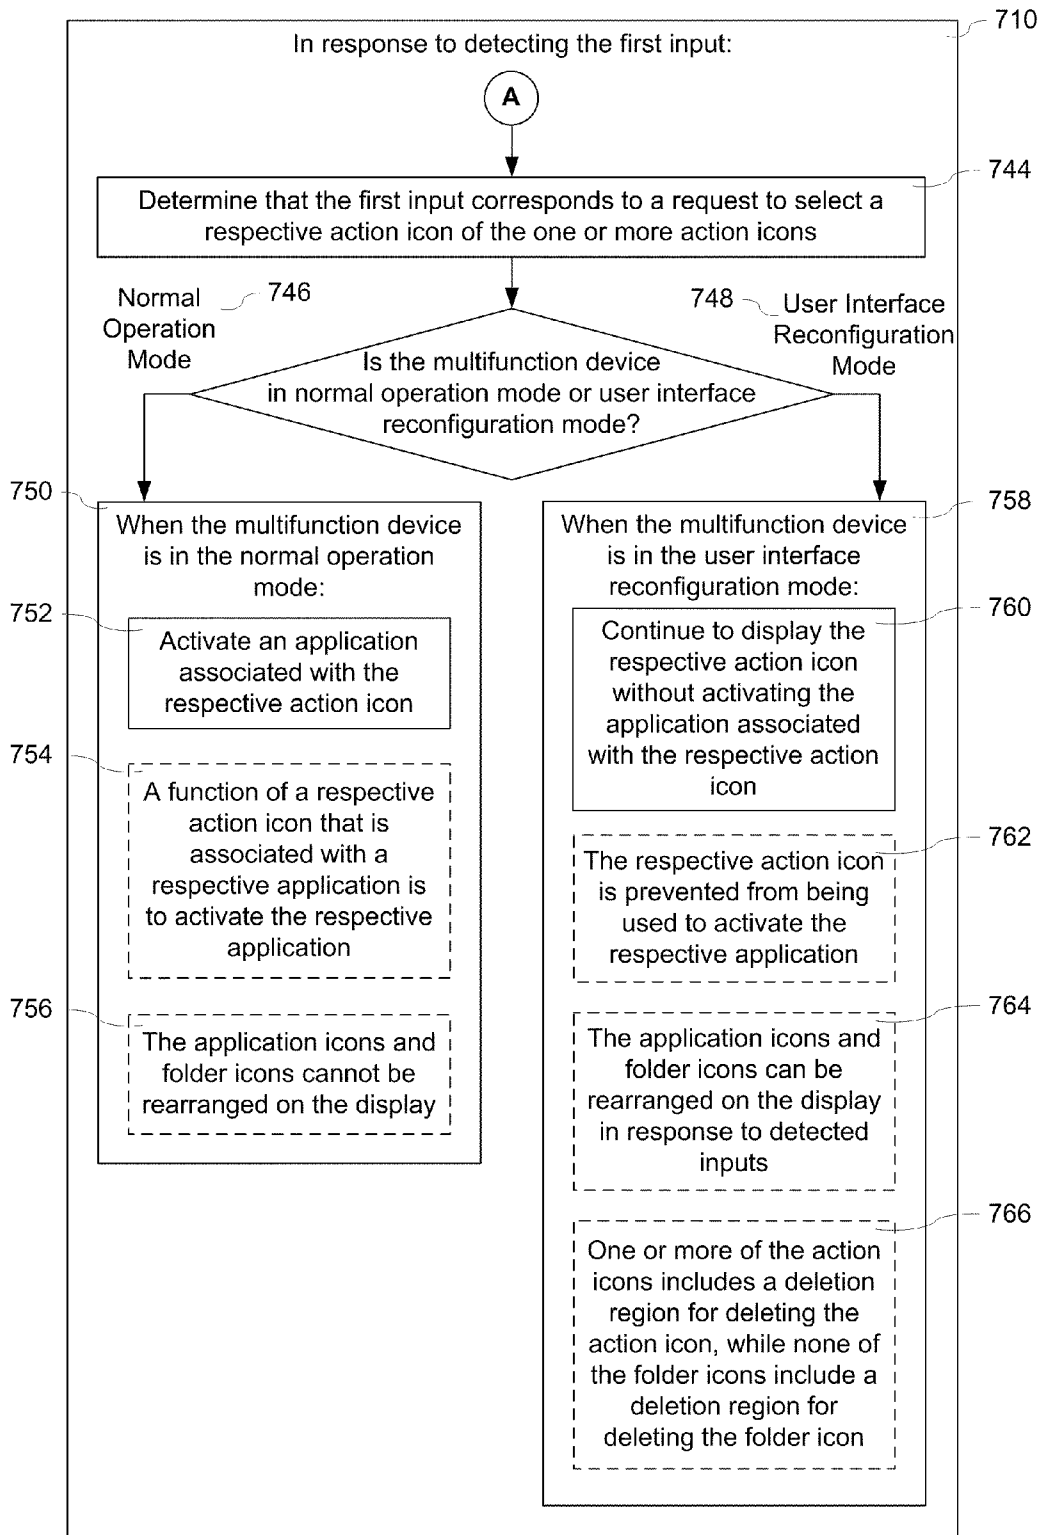 710
In response to detecting the first input:
A
744
Determine that the first input corresponds to a request to select a
respective action icon of the one or more action icons
Normal
Operation
Mode
746
748
User Interface
Reconfiguration
Mode
Is the multifunction device
in normal operation mode or user interface
reconfiguration mode?
750
When the multifunction device
is in the normal operation
mode:
752
Activate an application
associated with the
respective action icon
754
A function of a respective
action icon that is
associated with a
respective application is
to activate the respective
application
756
The application icons and
folder icons cannot be
rearranged on the display
758
When the multifunction device
is in the user interface
reconfiguration mode:
760
Continue to display the
respective action icon
without activating the
application associated
with the respective action
icon
762
The respective action icon
is prevented from being
used to activate the
respective application
764
The application icons and
folder icons can be
rearranged on the display
in response to detected
inputs
766
One or more of the action
icons includes a deletion
region for deleting the
action icon, while none of
the folder icons include a
deletion region for
deleting the folder icon